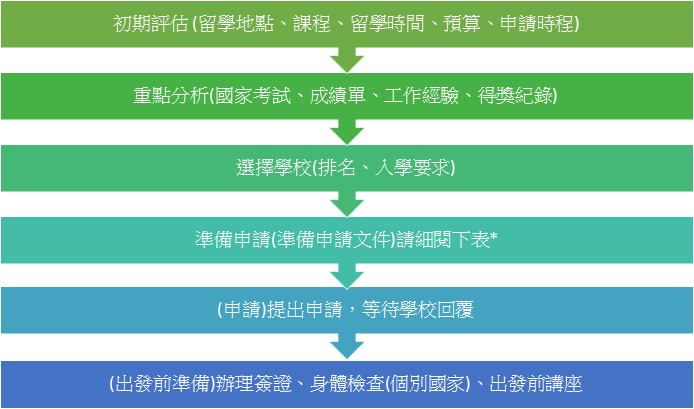 初期評估 (留學地點、課程、留學時間、預算、申請時程)
重點分析(國家考試、成績單、工作經驗、得獎紀錄)
選擇學校(排名、入學要求)
準備申請(準備申請文件)請細閱下表*
(申請)提出申請，等待學校回覆
(出發前準備)辦理簽證、身體檢查(個別國家)、出發前講座